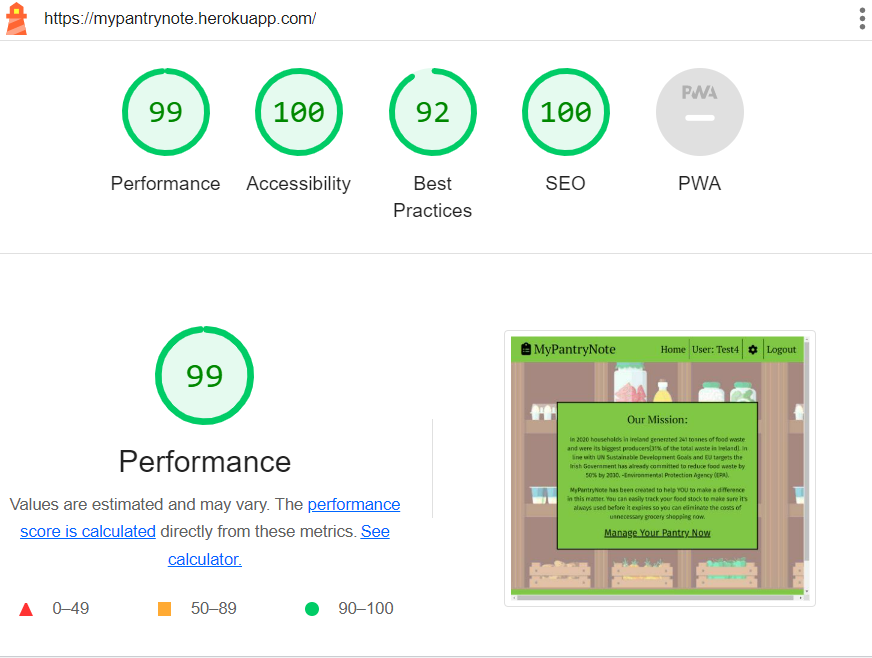 https://mypantrynote.herokuapp.com/
99
100
92
100
PWA
Performance
Accessibility
Best
Practices
SEO
PWA
99
Performance
Values are estimated and may vary. The performance
score is calculated directly from these metrics. See
calculator.
0–49
50–89
90–100
MyPantryNote
Home
User: Test4
Logout
Our Mission:
In 2020 households in Ireland generated 241 tonnes of food waste
and were its biggest producers(31% of the total waste in Ireland). In
line with UN Sustainable Development Goals and EU targets the
Irish Government has already committed to reduce food waste by
50% by 2030. -Environmental Protection Agency (EPA).
MyPantryNote has been created to help YOU to make a difference
in this matter. You can easily track your food stock to make sure it's
always used before it expires so you can eliminate the costs of
unnecessary grocery shopping now.
Manage Your Pantry Now